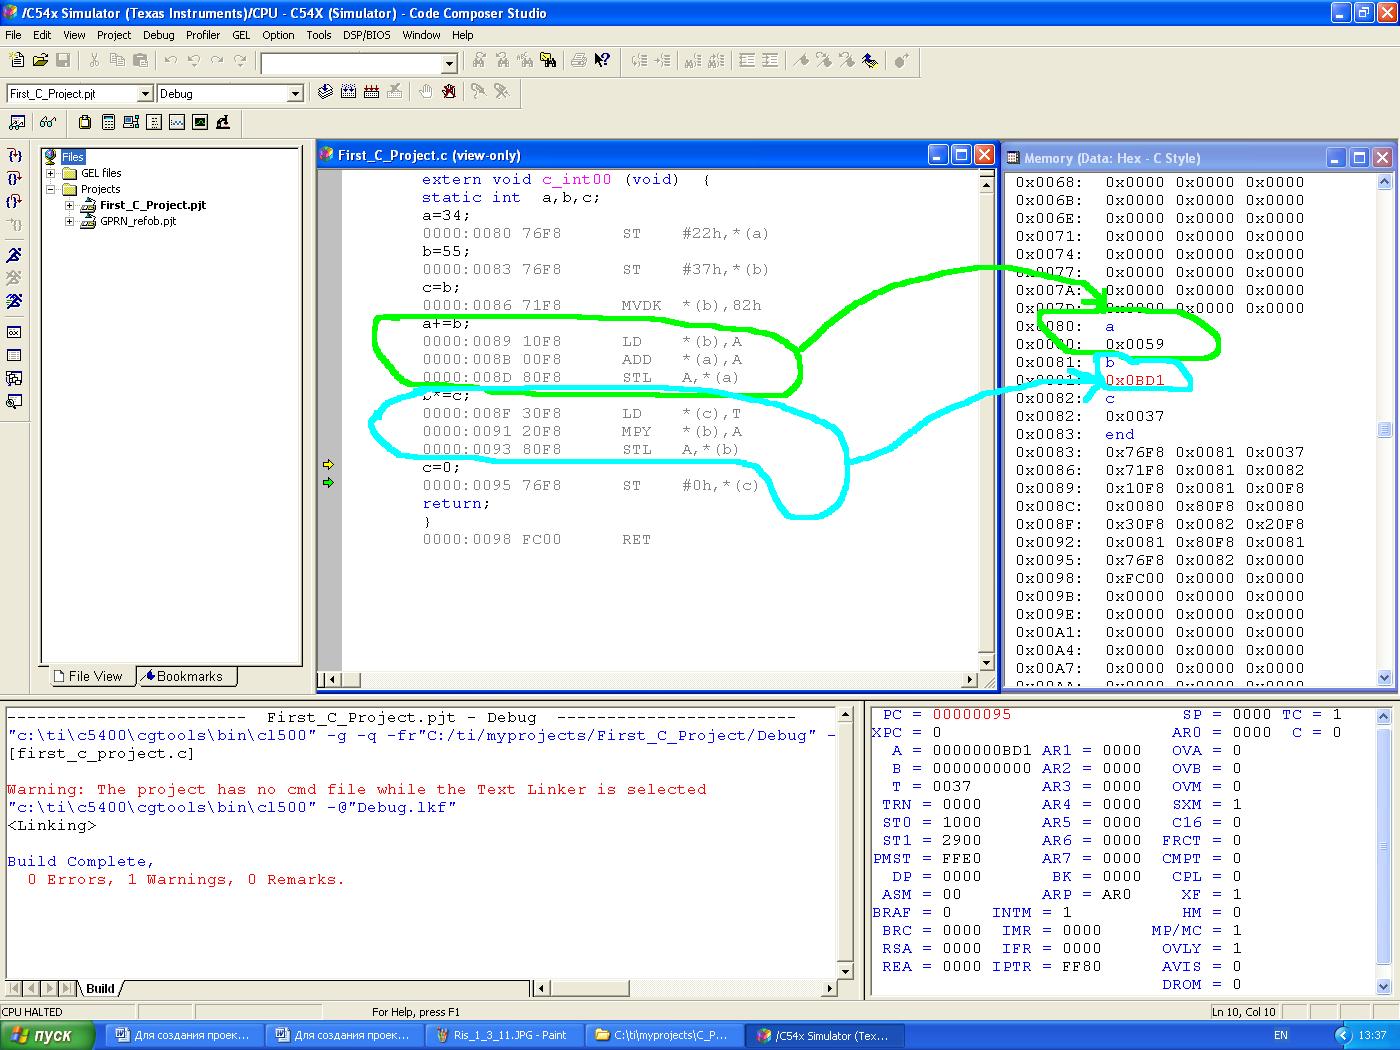 /C54x Simulator (Texas Instruments)/CPU - C54X (Simulator) - Code Composer Studio
File Edit View Project Debug Profiler GEL Option Tools DSP/BIOS Window Help
First_C_Project.pjt Debug
Files
GEL files
Projects
First_C_Project.pjt
GPRN_refob.pjt
File View Bookmarks
First_C_Project.c (view-only)
extern void c_int00 (void) {
static int a,b,c;
a=34;
0000:0080 76F8 ST #22h,*(a)
b=55;
0000:0083 76F8 ST #37h,*(b)
c=b;
0000:0086 71F8 MVDK *(b),82h
a+=b;
0000:0089 10F8 LD *(b),A
0000:008B 00F8 ADD *(a),A
0000:008D 80F8 STL A,*(a)
b*=c;
0000:008F 30F8 LD *(c),T
0000:0091 20F8 MPY *(b),A
0000:0093 80F8 STL A,*(b)
c=0;
0000:0095 76F8 ST #0h,*(c)
return;
}
0000:0098 FC00 RET
Memory (Data: Hex - C Style)
0x0068: 0x0000 0x0000 0x0000
0x006B: 0x0000 0x0000 0x0000
0x006E: 0x0000 0x0000 0x0000
0x0071: 0x0000 0x0000 0x0000
0x0074: 0x0000 0x0000 0x0000
0x0077: 0x0000 0x0000 0x0000
0x007A: 0x0000 0x0000 0x0000
0x007D: 0x0000 0x0000 0x0000
0x0080: a
0x0080: 0x0059
0x0081: b
0x0081: 0x0BD1
0x0082: c
0x0082: 0x0037
0x0083: end
0x0083: 0x76F8 0x0081 0x0037
0x0086: 0x71F8 0x0081 0x0082
0x0089: 0x10F8 0x0081 0x00F8
0x008C: 0x0080 0x80F8 0x0080
0x008F: 0x30F8 0x0082 0x20F8
0x0092: 0x0081 0x80F8 0x0081
0x0095: 0x76F8 0x0082 0x0000
0x0098: 0xFC00 0x0000 0x0000
0x009B: 0x0000 0x0000 0x0000
0x009E: 0x0000 0x0000 0x0000
0x00A1: 0x0000 0x0000 0x0000
0x00A4: 0x0000 0x0000 0x0000
0x00A7: 0x0000 0x0000 0x0000
------------------------ First_C_Project.pjt - Debug ------------------------
"c:\ti\c5400\cgtools\bin\cl500" -g -q -fr"C:/ti/myprojects/First_C_Project/Debug" -
[first_c_project.c]
Warning: The project has no cmd file while the Text Linker is selected
"c:\ti\c5400\cgtools\bin\cl500" -@"Debug.lkf"
<Linking>
Build Complete,
0 Errors, 1 Warnings, 0 Remarks.
Build
PC = 00000095 SP = 0000 TC = 1
XPC = 0 AR0 = 0000 C = 0
A = 0000000BD1 AR1 = 0000 OVA = 0
B = 0000000000 AR2 = 0000 OVB = 0
T = 0037 AR3 = 0000 OVM = 0
TRN = 0000 AR4 = 0000 SXM = 1
ST0 = 1000 AR5 = 0000 C16 = 0
ST1 = 2900 AR6 = 0000 FRCT = 0
PMST = FFE0 AR7 = 0000 CMPT = 0
DP = 0000 BK = 0000 CPL = 0
ASM = 00 ARP = AR0 XF = 1
BRAF = 0 INTM = 1 HM = 0
BRC = 0000 IMR = 0000 MP/MC = 1
RSA = 0000 IFR = 0000 OVLY = 1
REA = 0000 IPTR = FF80 AVIS = 0
DROM = 0
CPU HALTED For Help, press F1 Ln 10, Col 10
пуск Для создания проек... Для создания проек... Ris_1_3_11.JPG - Paint C:\ti\myprojects\C_P... /C54x Simulator (Tex... EN 13:37